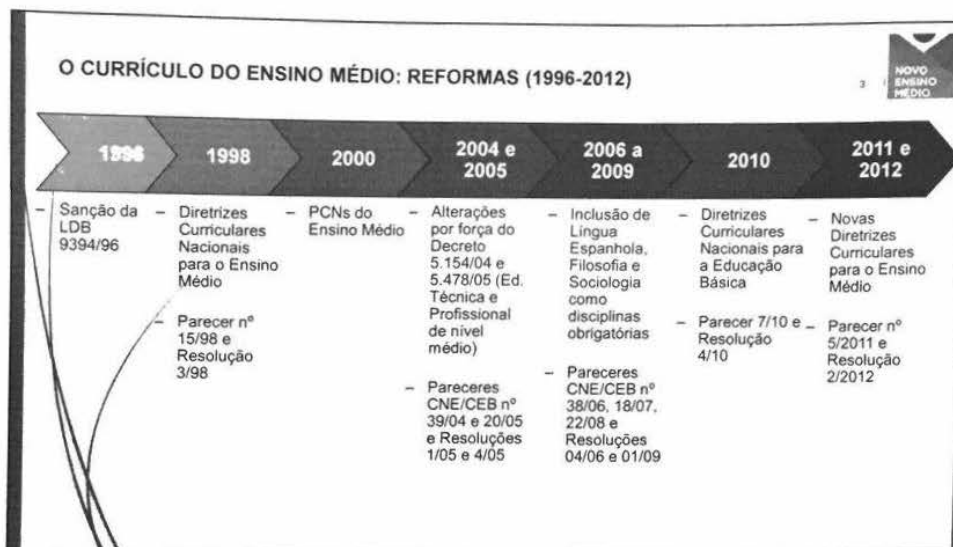 O CURRÍCULO DO ENSINO MÉDIO: REFORMAS (1996-2012)
3
NOVO
ENSINO
MÉDIO
1996
1998
2000
2004 e
2005
2006 a
2009
2010
2011 e
2012
– Sanção da
LDB
9394/96
– Diretrizes
Curriculares
Nacionais
para o Ensino
Médio
– Parecer nº
15/98 e
Resolução
3/98
– PCNs do
Ensino Médio
– Alterações
por força do
Decreto
5.154/04 e
5.478/05 (Ed.
Técnica e
Profissional
de nível
médio)
– Pareceres
CNE/CEB nº
39/04 e 20/05
e Resoluções
1/05 e 4/05
– Inclusão de
Língua
Espanhola,
Filosofia e
Sociologia
como
disciplinas
obrigatórias
– Pareceres
CNE/CEB nº
38/06, 18/07,
22/08 e
Resoluções
04/06 e 01/09
– Diretrizes
Curriculares
Nacionais para
a Educação
Básica
– Parecer 7/10 e
Resolução
4/10
– Novas
Diretrizes
Curriculares
para o Ensino
Médio
– Parecer nº
5/2011 e
Resolução
2/2012